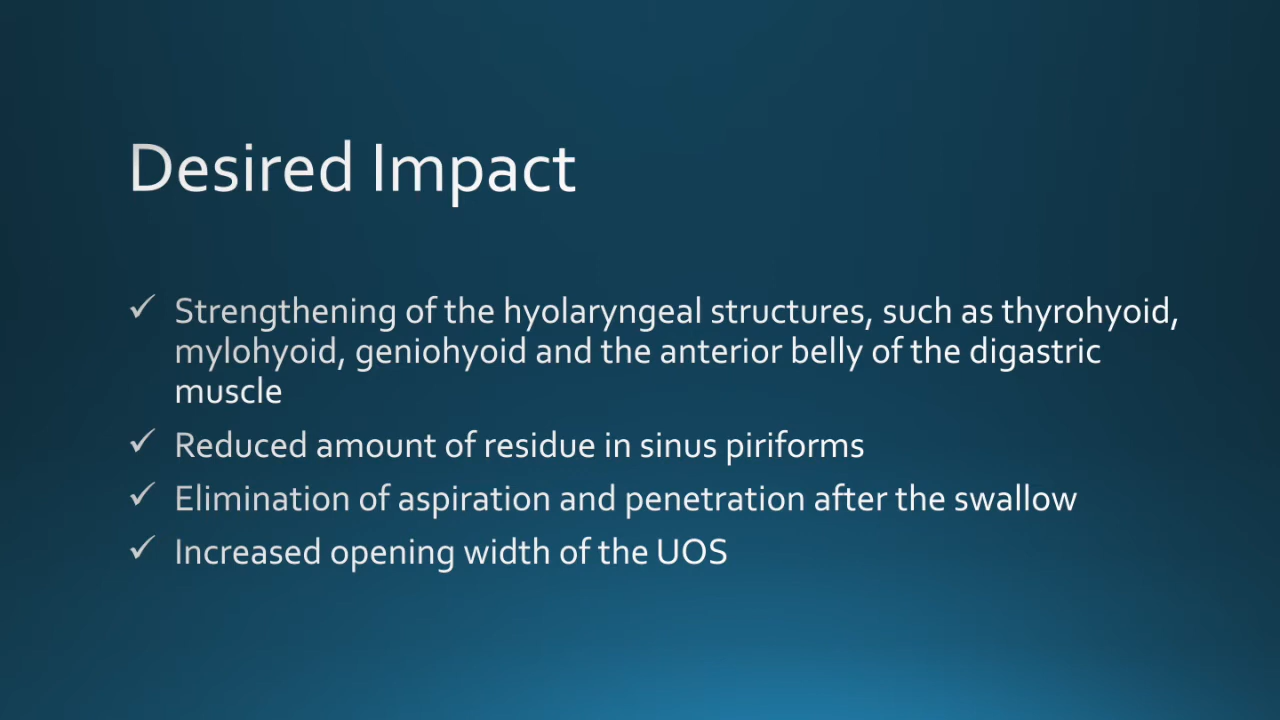 Desired Impact
✓ Strengthening of the hyolaryngeal structures, such as thyrohyoid,
mylohyoid, geniohyoid and the anterior belly of the digastric
muscle
✓ Reduced amount of residue in sinus piriforms
✓ Elimination of aspiration and penetration after the swallow
✓ Increased opening width of the UOS